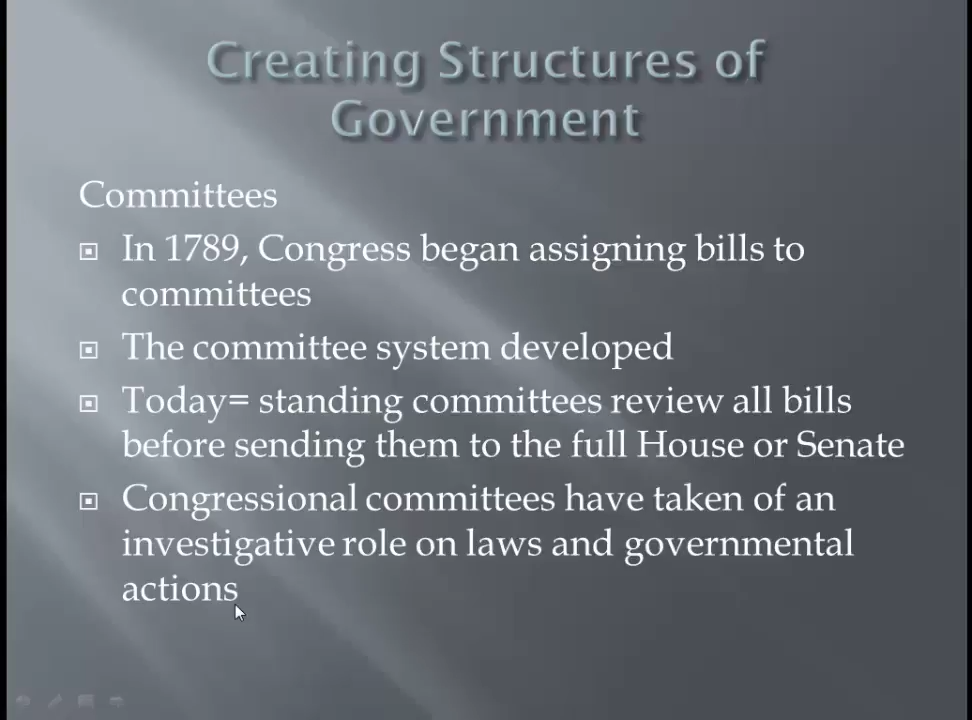 Creating Structures of
Government
Committees
In 1789, Congress began assigning bills to
committees
The committee system developed
Today= standing committees review all bills
before sending them to the full House or Senate
Congressional committees have taken of an
investigative role on laws and governmental
actions